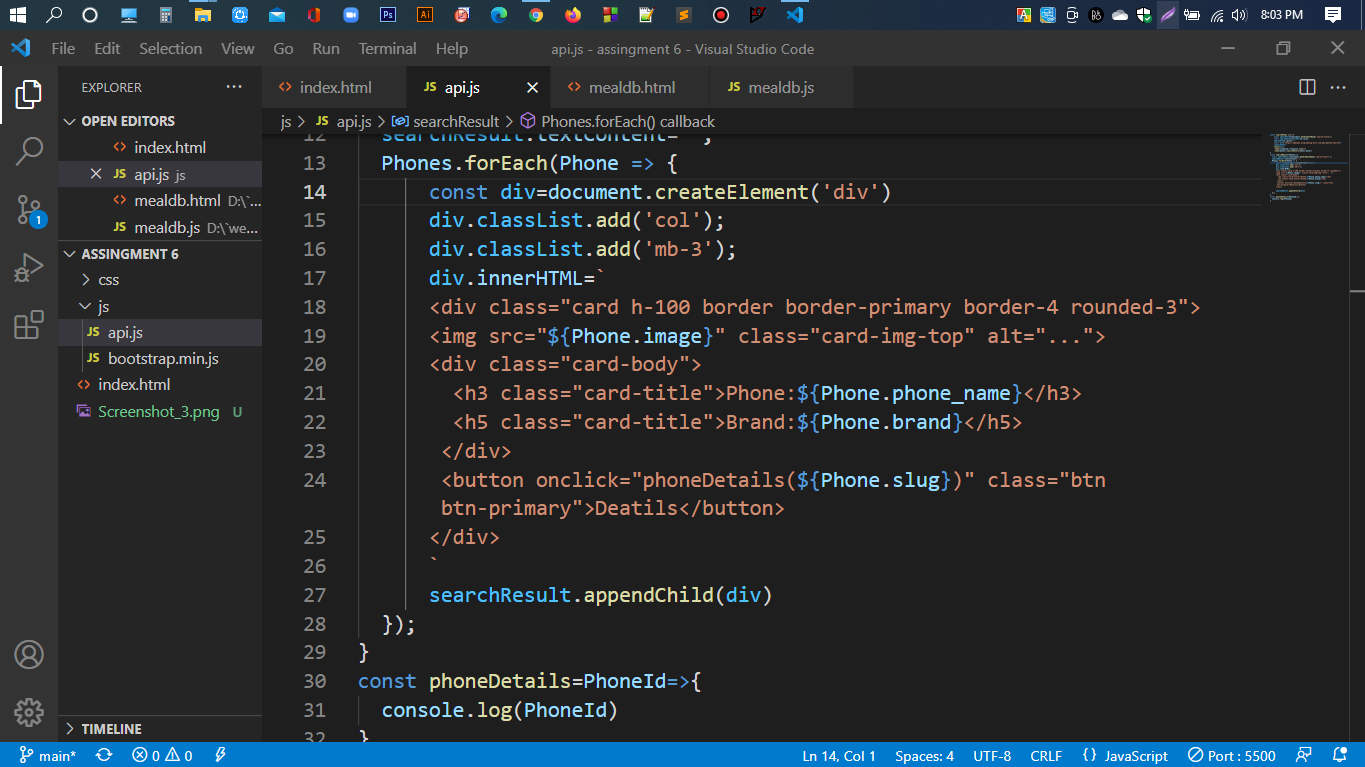 8:03 PM
File Edit Selection View Go Run Terminal Help
api.js - assingment 6 - Visual Studio Code
EXPLORER
OPEN EDITORS
index.html
api.js js
mealdb.html D:\`...
mealdb.js D:\`we...
ASSINGMENT 6
css
js
JS api.js
JS bootstrap.min.js
index.html
Screenshot_3.png U
TIMELINE
index.html JS api.js mealdb.html JS mealdb.js
js > JS api.js > searchResult > Phones.forEach() callback
13 Phones.forEach(Phone => {
14 const div=document.createElement('div')
15 div.classList.add('col');
16 div.classList.add('mb-3');
17 div.innerHTML=`
18 <div class="card h-100 border border-primary border-4 rounded-3">
19 <img src="${Phone.image}" class="card-img-top" alt="...">
20 <div class="card-body">
21 <h3 class="card-title">Phone:${Phone.phone_name}</h3>
22 <h5 class="card-title">Brand:${Phone.brand}</h5>
23 </div>
24 <button onclick="phoneDetails(${Phone.slug})" class="btn
btn-primary">Deatils</button>
25 </div>
26 `
27 searchResult.appendChild(div)
28 });
29 }
30 const phoneDetails=PhoneId=>{
31 console.log(PhoneId)
32 }
main* 0 0 Ln 14, Col 1 Spaces: 4 UTF-8 CRLF {} JavaScript Port : 5500